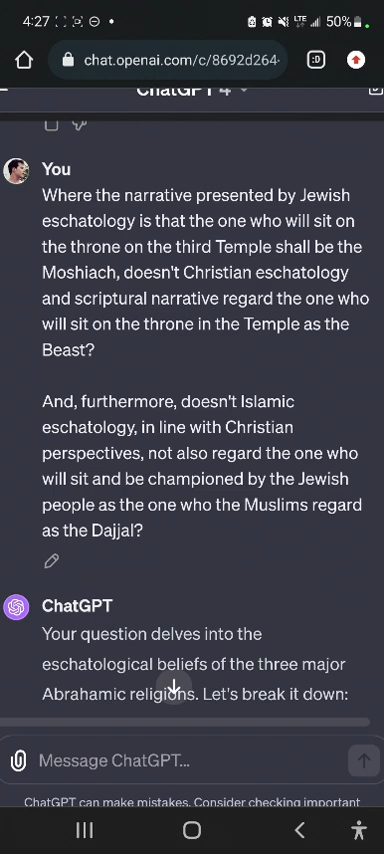 4:27
LTE 50%
chat.openai.com/c/8692d264-
:D
ChatGPT 4
You
Where the narrative presented by Jewish
eschatology is that the one who will sit on
the throne on the third Temple shall be the
Moshiach, doesn't Christian eschatology
and scriptural narrative regard the one who
will sit on the throne in the Temple as the
Beast?
And, furthermore, doesn't Islamic
eschatology, in line with Christian
perspectives, not also regard the one who
will sit and be championed by the Jewish
people as the one who the Muslims regard
as the Dajjal?
ChatGPT
Your question delves into the
eschatological beliefs of the three major
Abrahamic religions. Let's break it down:
Message ChatGPT...
ChatGPT can make mistakes. Consider checking important